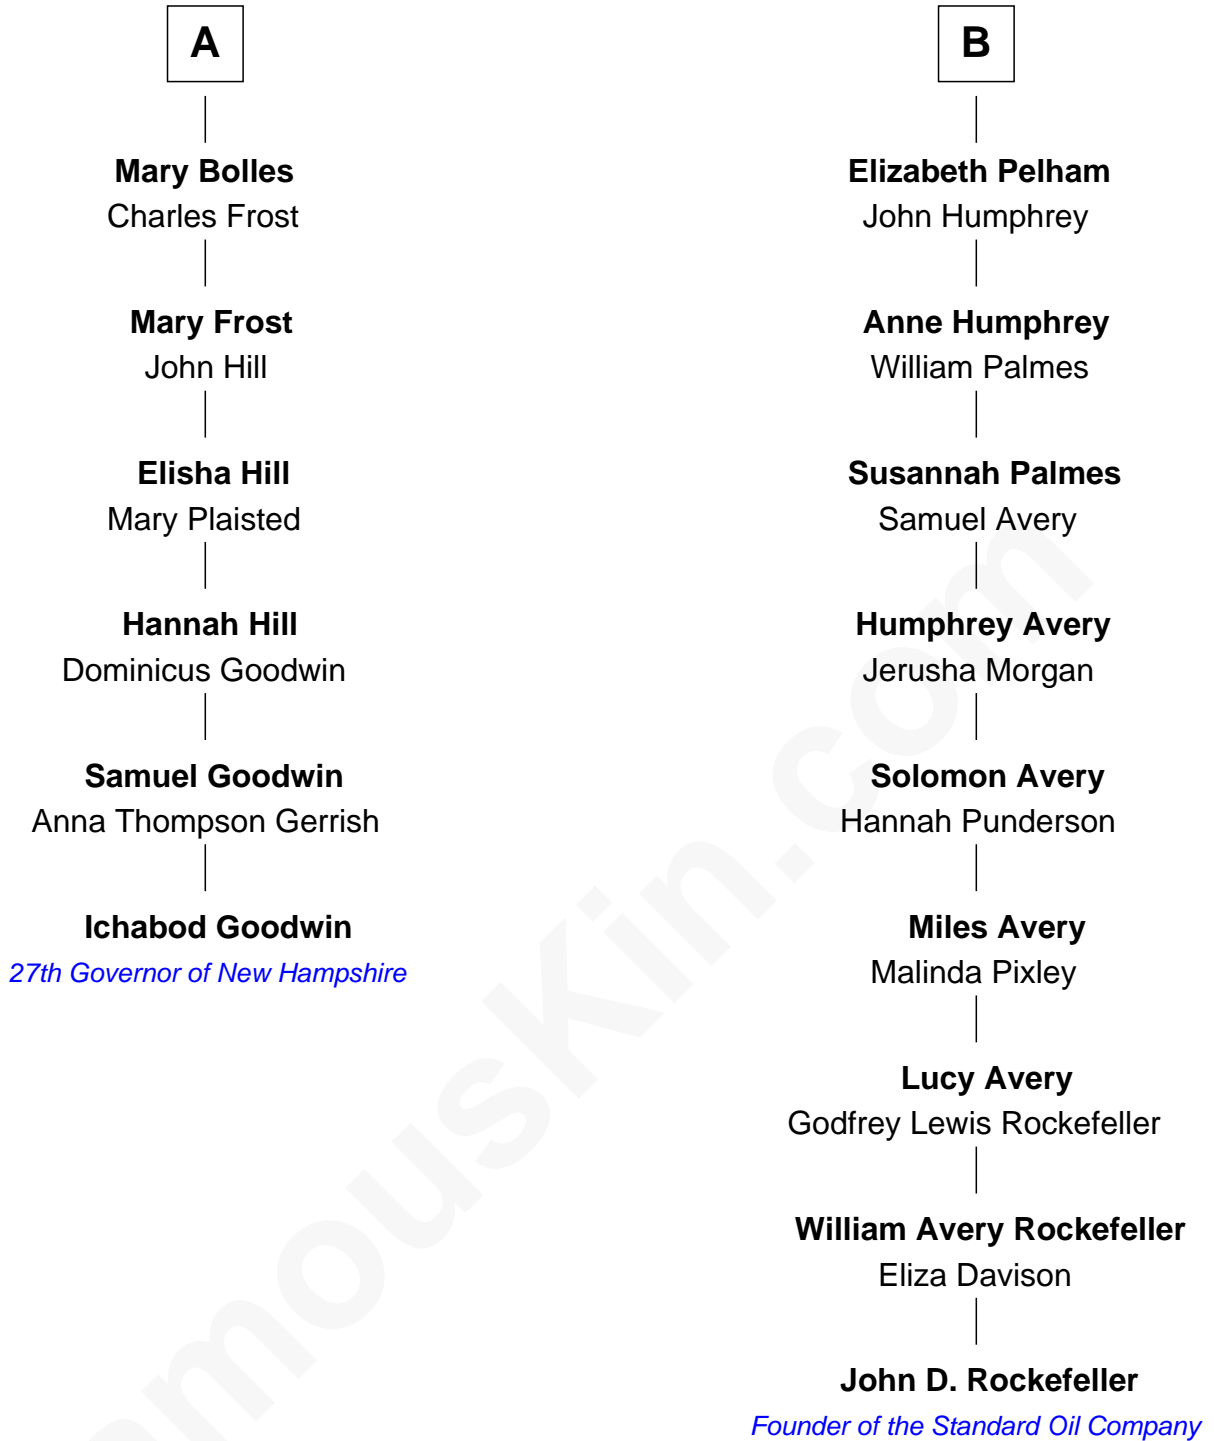 A
Mary Bolles
Charles Frost
Mary Frost
John Hill
Elisha Hill
Mary Plaisted
Hannah Hill
Dominicus Goodwin
Samuel Goodwin
Anna Thompson Gerrish
Ichabod Goodwin
27th Governor of New Hampshire
B
Elizabeth Pelham
John Humphrey
Anne Humphrey
William Palmes
Susannah Palmes
Samuel Avery
Humphrey Avery
Jerusha Morgan
Solomon Avery
Hannah Punderson
Miles Avery
Malinda Pixley
Lucy Avery
Godfrey Lewis Rockefeller
William Avery Rockefeller
Eliza Davison
John D. Rockefeller
Founder of the Standard Oil Company
amouskin.com